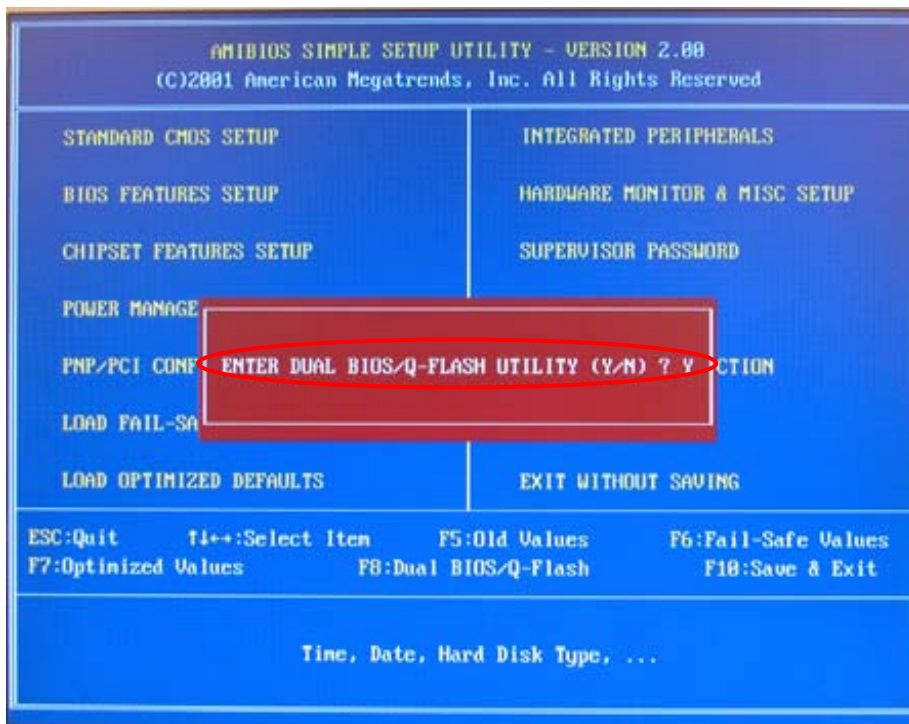 AMIBIOS SIMPLE SETUP UTILITY - VERSION 2.00
(C)2001 American Megatrends, Inc. All Rights Reserved
STANDARD CMOS SETUP
BIOS FEATURES SETUP
CHIPSET FEATURES SETUP
POWER MANAGE
PNP/PCI CONF
LOAD FAIL-SA
LOAD OPTIMIZED DEFAULTS
INTEGRATED PERIPHERALS
HARDWARE MONITOR & MISC SETUP
SUPERVISOR PASSWORD
CTION
EXIT WITHOUT SAVING
ENTER DUAL BIOS/Q-FLASH UTILITY (Y/N) ? Y
ESC:Quit ↑↓←→:Select Item F5:Old Values F6:Fail-Safe Values
F7:Optimized Values F8:Dual BIOS/Q-Flash F10:Save & Exit
Time, Date, Hard Disk Type, ...